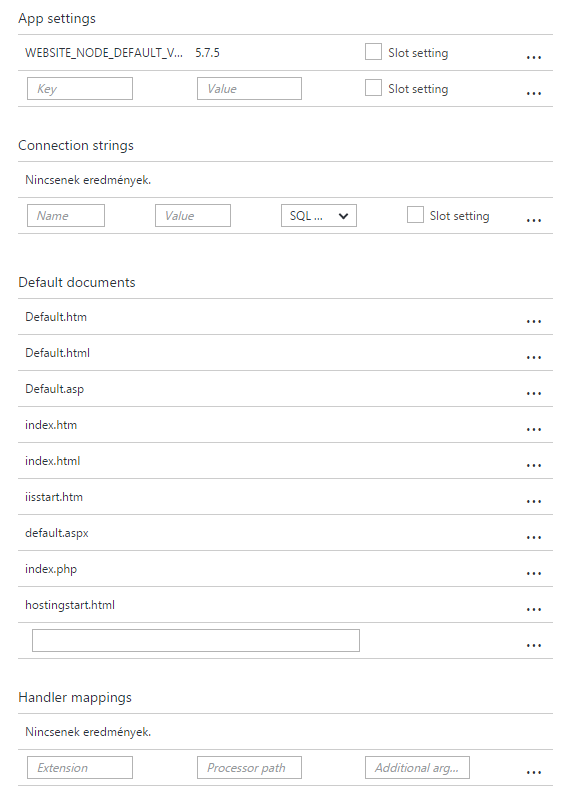 App settings
WEBSITE_NODE_DEFAULT_V... 5.7.5 Slot setting ...
Key Value Slot setting ...
Connection strings
Nincsenek eredmények.
Name Value SQL ... Slot setting ...
Default documents
Default.htm ...
Default.html ...
Default.asp ...
index.htm ...
index.html ...
iisstart.htm ...
default.aspx ...
index.php ...
hostingstart.html ...
...
Handler mappings
Nincsenek eredmények.
Extension Processor path Additional arg... ...